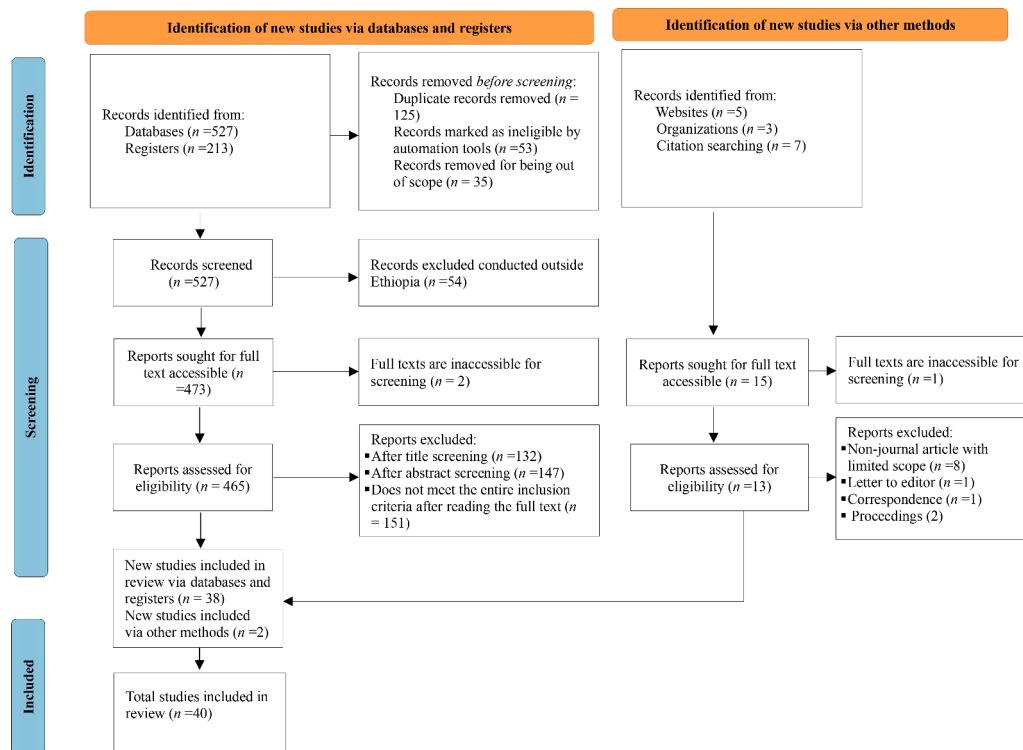 Identification of new studies via databases and registers
Identification of new studies via other methods
Identification
Records identified from:
Databases (n =527)
Registers (n =213)
Records removed before screening:
Duplicate records removed (n =
125)
Records marked as ineligible by
automation tools (n =53)
Records removed for being out
of scope (n = 35)
Records identified from:
Websites (n =5)
Organizations (n =3)
Citation searching (n = 7)
Screening
Records screened
(n =527)
Records excluded conducted outside
Ethiopia (n =54)
Reports sought for full
text accessible (n
=473)
Full texts are inaccessible for
screening (n = 2)
Reports sought for full text
accessible (n = 15)
Full texts are inaccessible for
screening (n =1)
Reports assessed for
eligibility (n = 465)
Reports excluded:
▪After title screening (n =132)
▪After abstract screening (n =147)
▪Does not meet the entire inclusion
criteria after reading the full text (n
= 151)
Reports assessed for
eligibility (n =13)
Reports excluded:
▪Non-journal article with
limited scope (n =8)
▪Letter to editor (n =1)
▪Correspondence (n =1)
▪ Proceedings (2)
New studies included in
review via databases and
registers (n = 38)
New studies included
via other methods (n =2)
Included
Total studies included in
review (n =40)